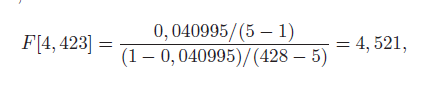 F[4, 423] = 0, 040995/(5 − 1) / (1 − 0, 040995)/(428 − 5) = 4, 521,